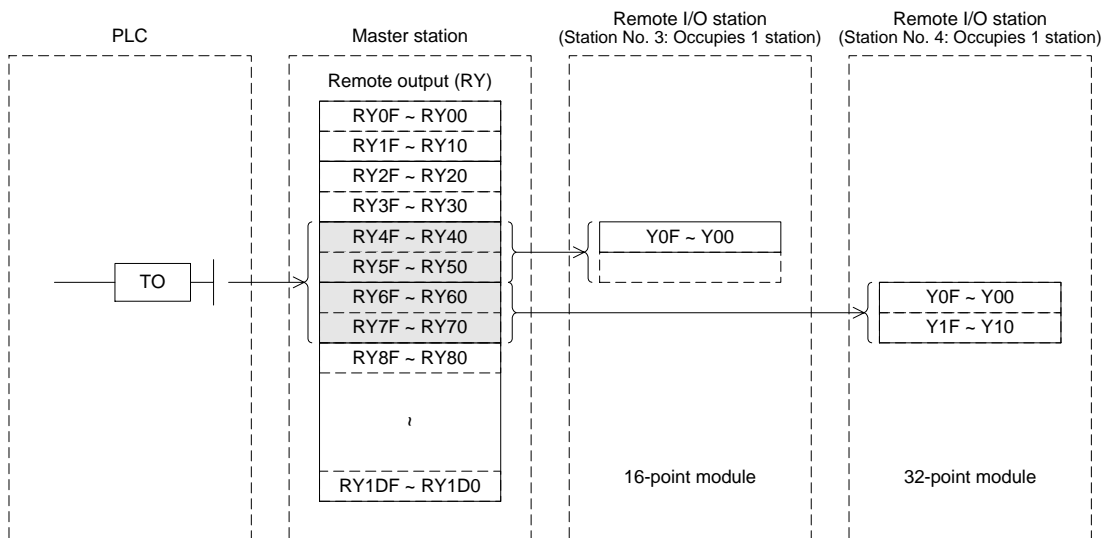 PLC
Master station
Remote I/O station
(Station No. 3: Occupies 1 station)
Remote I/O station
(Station No. 4: Occupies 1 station)
Remote output (RY)
RY0F ~ RY00
RY1F ~ RY10
RY2F ~ RY20
RY3F ~ RY30
RY4F ~ RY40
RY5F ~ RY50
RY6F ~ RY60
RY7F ~ RY70
RY8F ~ RY80
~
RY1DF ~ RY1D0
TO
Y0F ~ Y00
16-point module
Y0F ~ Y00
Y1F ~ Y10
32-point module